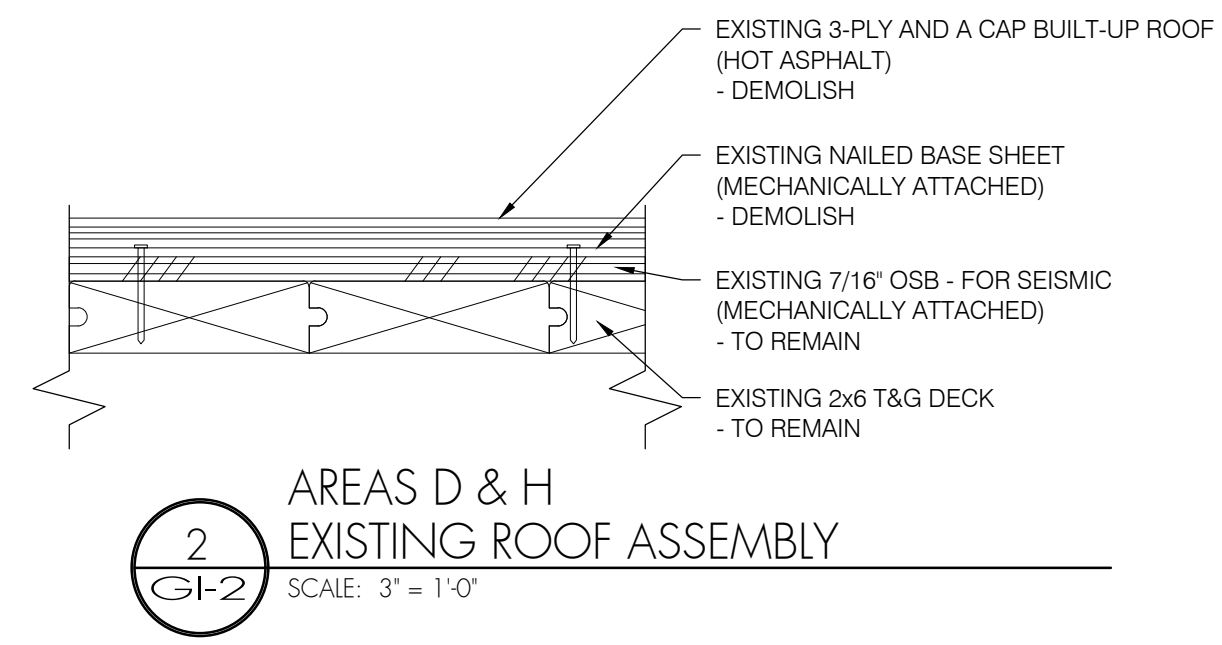 EXISTING 3-PLY AND A CAP BUILT-UP ROOF
(HOT ASPHALT)
- DEMOLISH
EXISTING NAILED BASE SHEET
(MECHANICALLY ATTACHED)
- DEMOLISH
EXISTING 7/16" OSB - FOR SEISMIC
(MECHANICALLY ATTACHED)
- TO REMAIN
EXISTING 2x6 T&G DECK
- TO REMAIN
AREAS D & H
2
EXISTING ROOF ASSEMBLY
GI-2
SCALE: 3" = 1'-0"